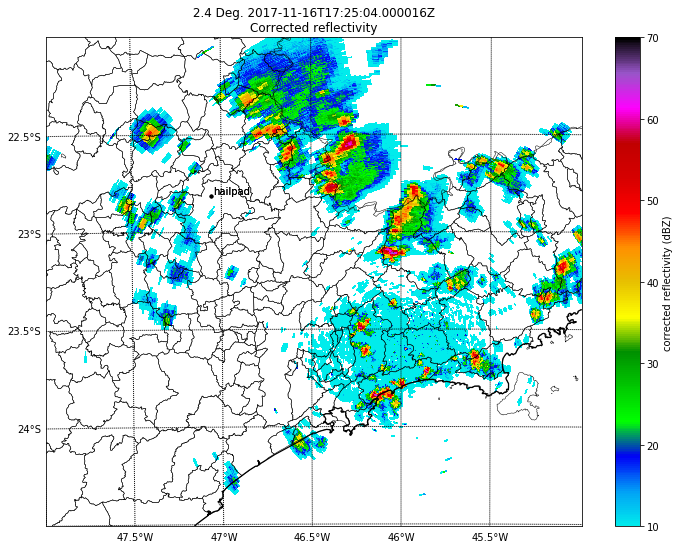 2.4 Deg. 2017-11-16T17:25:04.000016Z
Corrected reflectivity
22.5°S
23°S
23.5°S
24°S
47.5°W
47°W
46.5°W
46°W
45.5°W
hailpad
70
60
50
40
30
20
10
corrected reflectivity (dBZ)